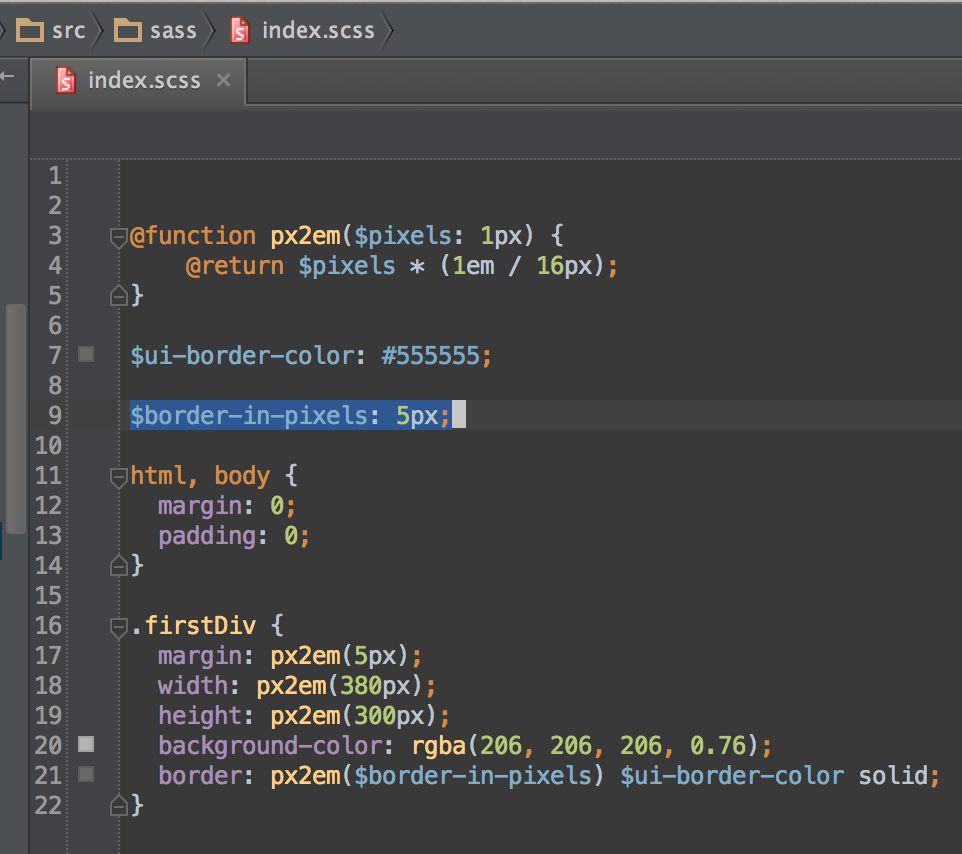 src sass index.scss
index.scss ×
1
2
3 @function px2em($pixels: 1px) {
4     @return $pixels * (1em / 16px);
5 }
6
7 $ui-border-color: #555555;
8
9 $border-in-pixels: 5px;
10
11 html, body {
12   margin: 0;
13   padding: 0;
14 }
15
16 .firstDiv {
17   margin: px2em(5px);
18   width: px2em(380px);
19   height: px2em(300px);
20   background-color: rgba(206, 206, 206, 0.76);
21   border: px2em($border-in-pixels) $ui-border-color solid;
22 }